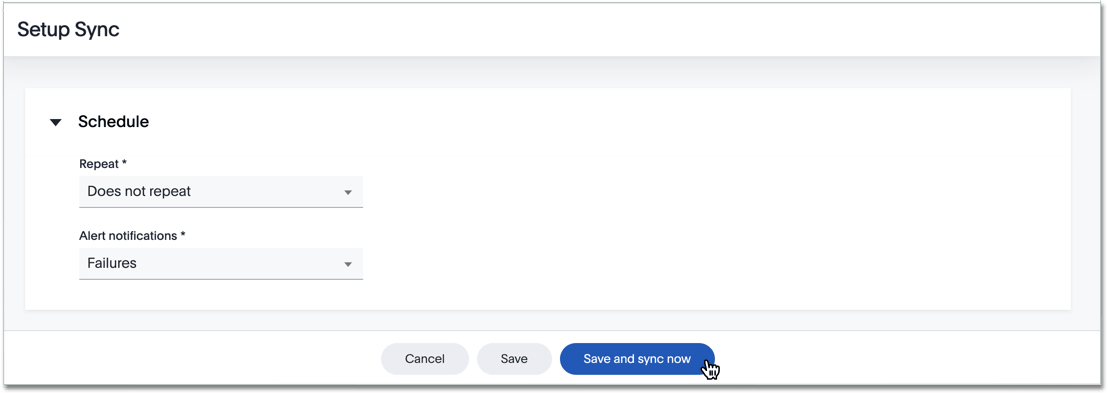 Setup Sync
Schedule
Repeat *
Does not repeat
Alert notifications *
Failures
Cancel Save Save and sync now